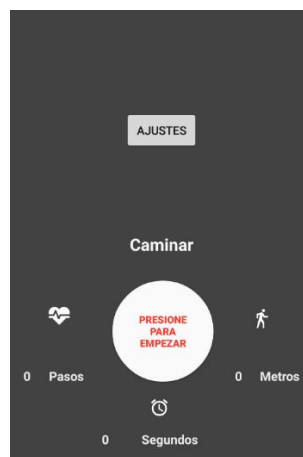 AJUSTES
Caminar
PRESIONE
PARA
EMPEZAR
0 Pasos
0 Metros
0 Segundos